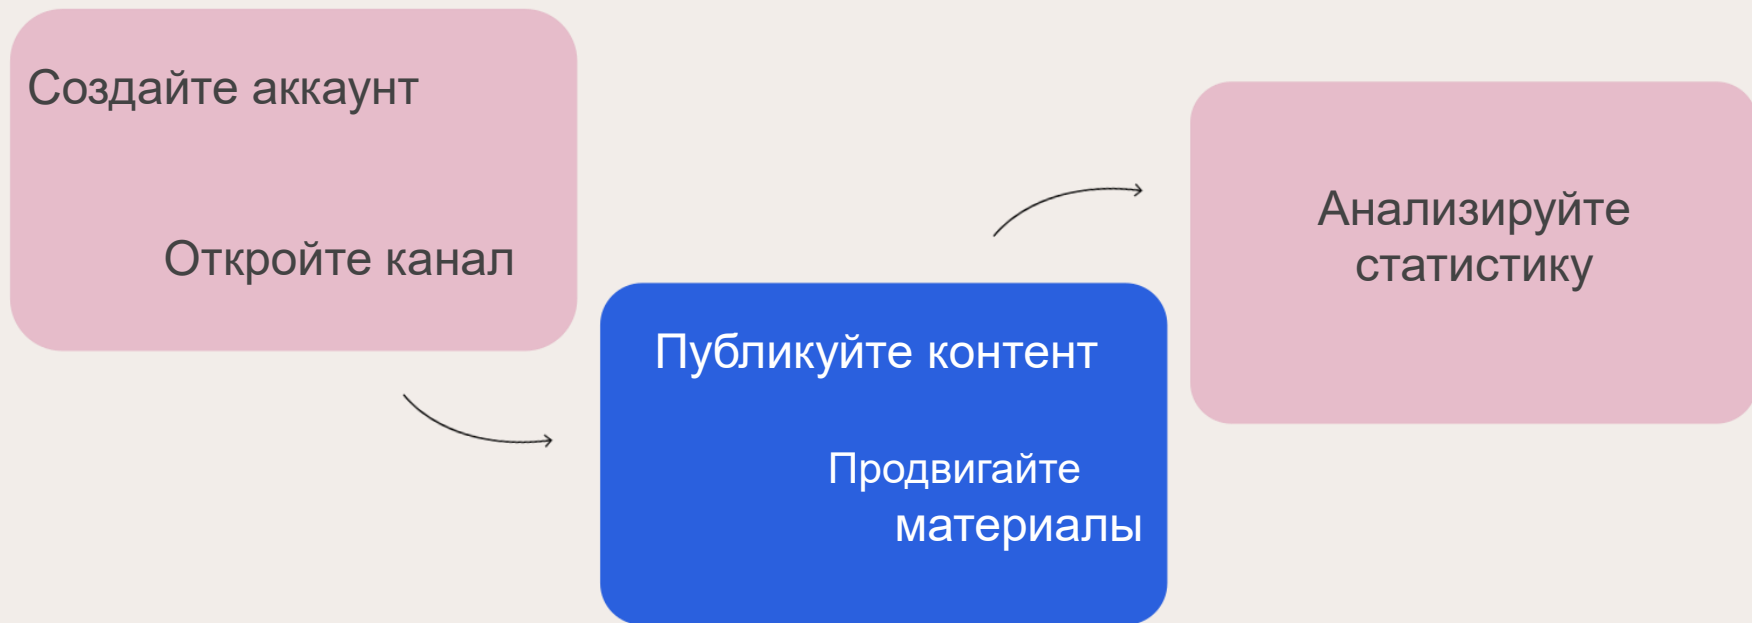 Создайте аккаунт
Откройте канал
Публикуйте контент
Продвигайте
материалы
Анализируйте
статистику